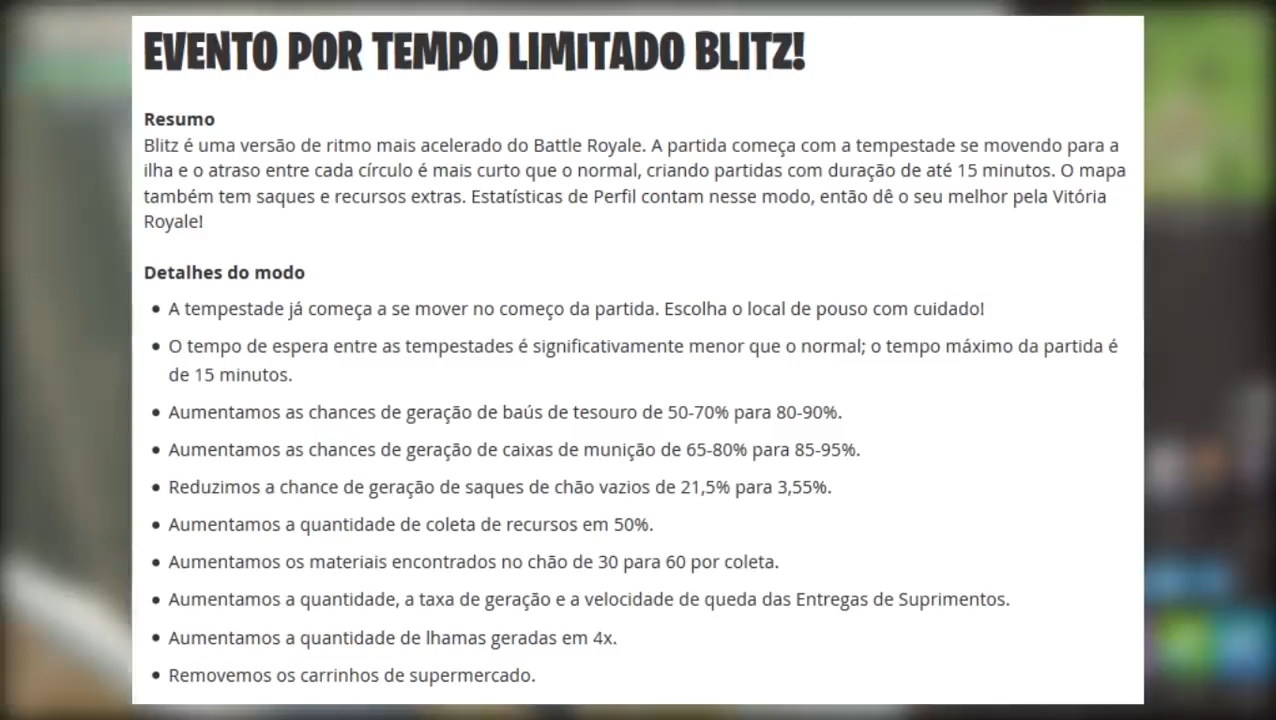 EVENTO POR TEMPO LIMITADO BLITZ!
Resumo
Blitz é uma versão de ritmo mais acelerado do Battle Royale. A partida começa com a tempestade se movendo para a
ilha e o atraso entre cada círculo é mais curto que o normal, criando partidas com duração de até 15 minutos. O mapa
também tem saques e recursos extras. Estatísticas de Perfil contam nesse modo, então dê o seu melhor pela Vitória
Royale!
Detalhes do modo
• A tempestade já começa a se mover no começo da partida. Escolha o local de pouso com cuidado!
• O tempo de espera entre as tempestades é significativamente menor que o normal; o tempo máximo da partida é
de 15 minutos.
• Aumentamos as chances de geração de baús de tesouro de 50-70% para 80-90%.
• Aumentamos as chances de geração de caixas de munição de 65-80% para 85-95%.
• Reduzimos a chance de geração de saques de chão vazios de 21,5% para 3,55%.
• Aumentamos a quantidade de coleta de recursos em 50%.
• Aumentamos os materiais encontrados no chão de 30 para 60 por coleta.
• Aumentamos a quantidade, a taxa de geração e a velocidade de queda das Entregas de Suprimentos.
• Aumentamos a quantidade de lhamas geradas em 4x.
• Removemos os carrinhos de supermercado.